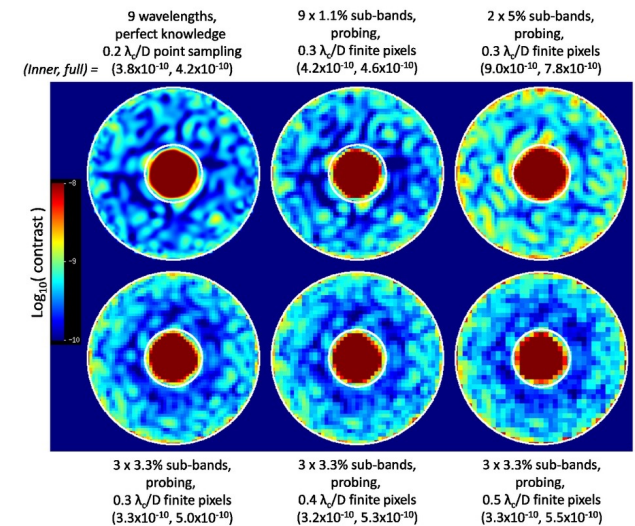 9 wavelengths,
perfect knowledge
0.2 λc/D point sampling
(3.8x10-10, 4.2x10-10)
9 x 1.1% sub-bands,
probing,
0.3 λc/D finite pixels
(4.2x10-10, 4.6x10-10)
2 x 5% sub-bands,
probing,
0.3 λc/D finite pixels
(9.0x10-10, 7.8x10-10)
(Inner, full) =
Log10( contrast )
-8
-9
-10
3 x 3.3% sub-bands,
probing,
0.3 λc/D finite pixels
(3.3x10-10, 5.0x10-10)
3 x 3.3% sub-bands,
probing,
0.4 λc/D finite pixels
(3.2x10-10, 5.3x10-10)
3 x 3.3% sub-bands,
probing,
0.5 λc/D finite pixels
(3.3x10-10, 5.5x10-10)